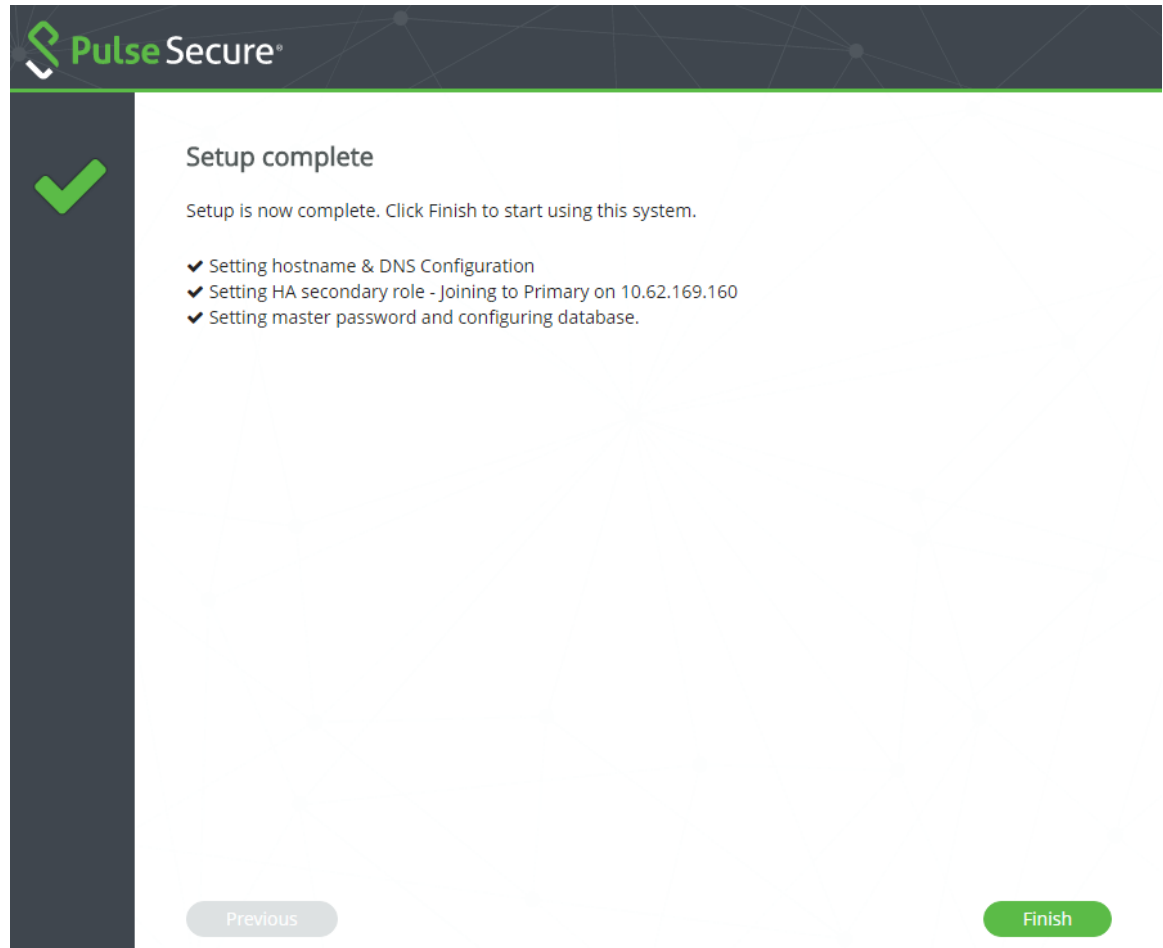 Pulse Secure®
Setup complete
Setup is now complete. Click Finish to start using this system.
✔ Setting hostname & DNS Configuration
✔ Setting HA secondary role - Joining to Primary on 10.62.169.160
✔ Setting master password and configuring database.
Previous
Finish